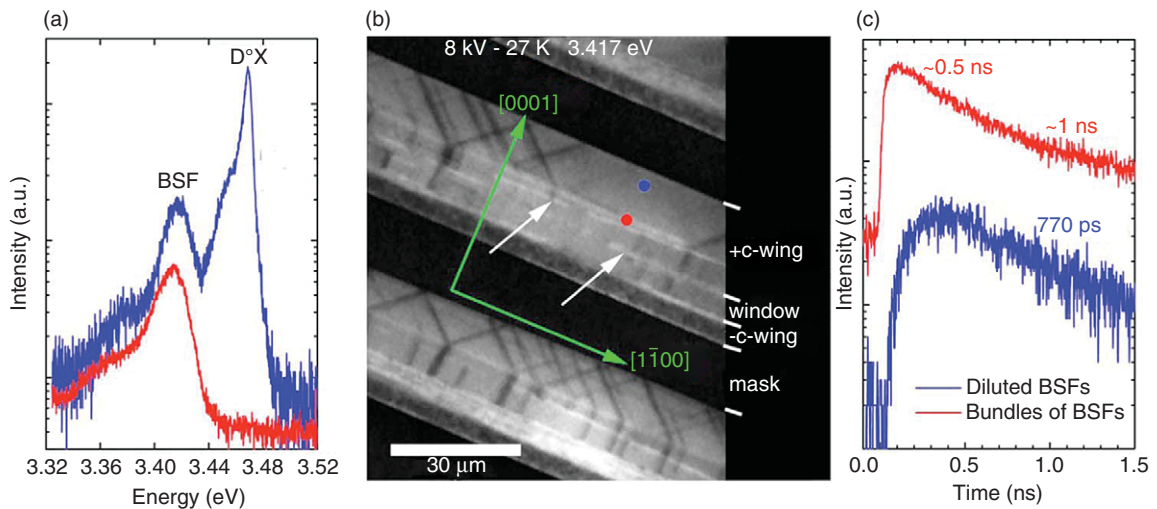 (a)
D°X
BSF
Intensity (a.u.)
3.32 3.36 3.40 3.44 3.48 3.52
Energy (eV)
(b)
8 kV - 27 K 3.417 eV
[0001]
[11̄00]
30 µm
+c-wing
window
-c-wing
mask
(c)
~0.5 ns
~1 ns
770 ps
Diluted BSFs
Bundles of BSFs
Intensity (a.u.)
0.0 0.5 1.0 1.5
Time (ns)